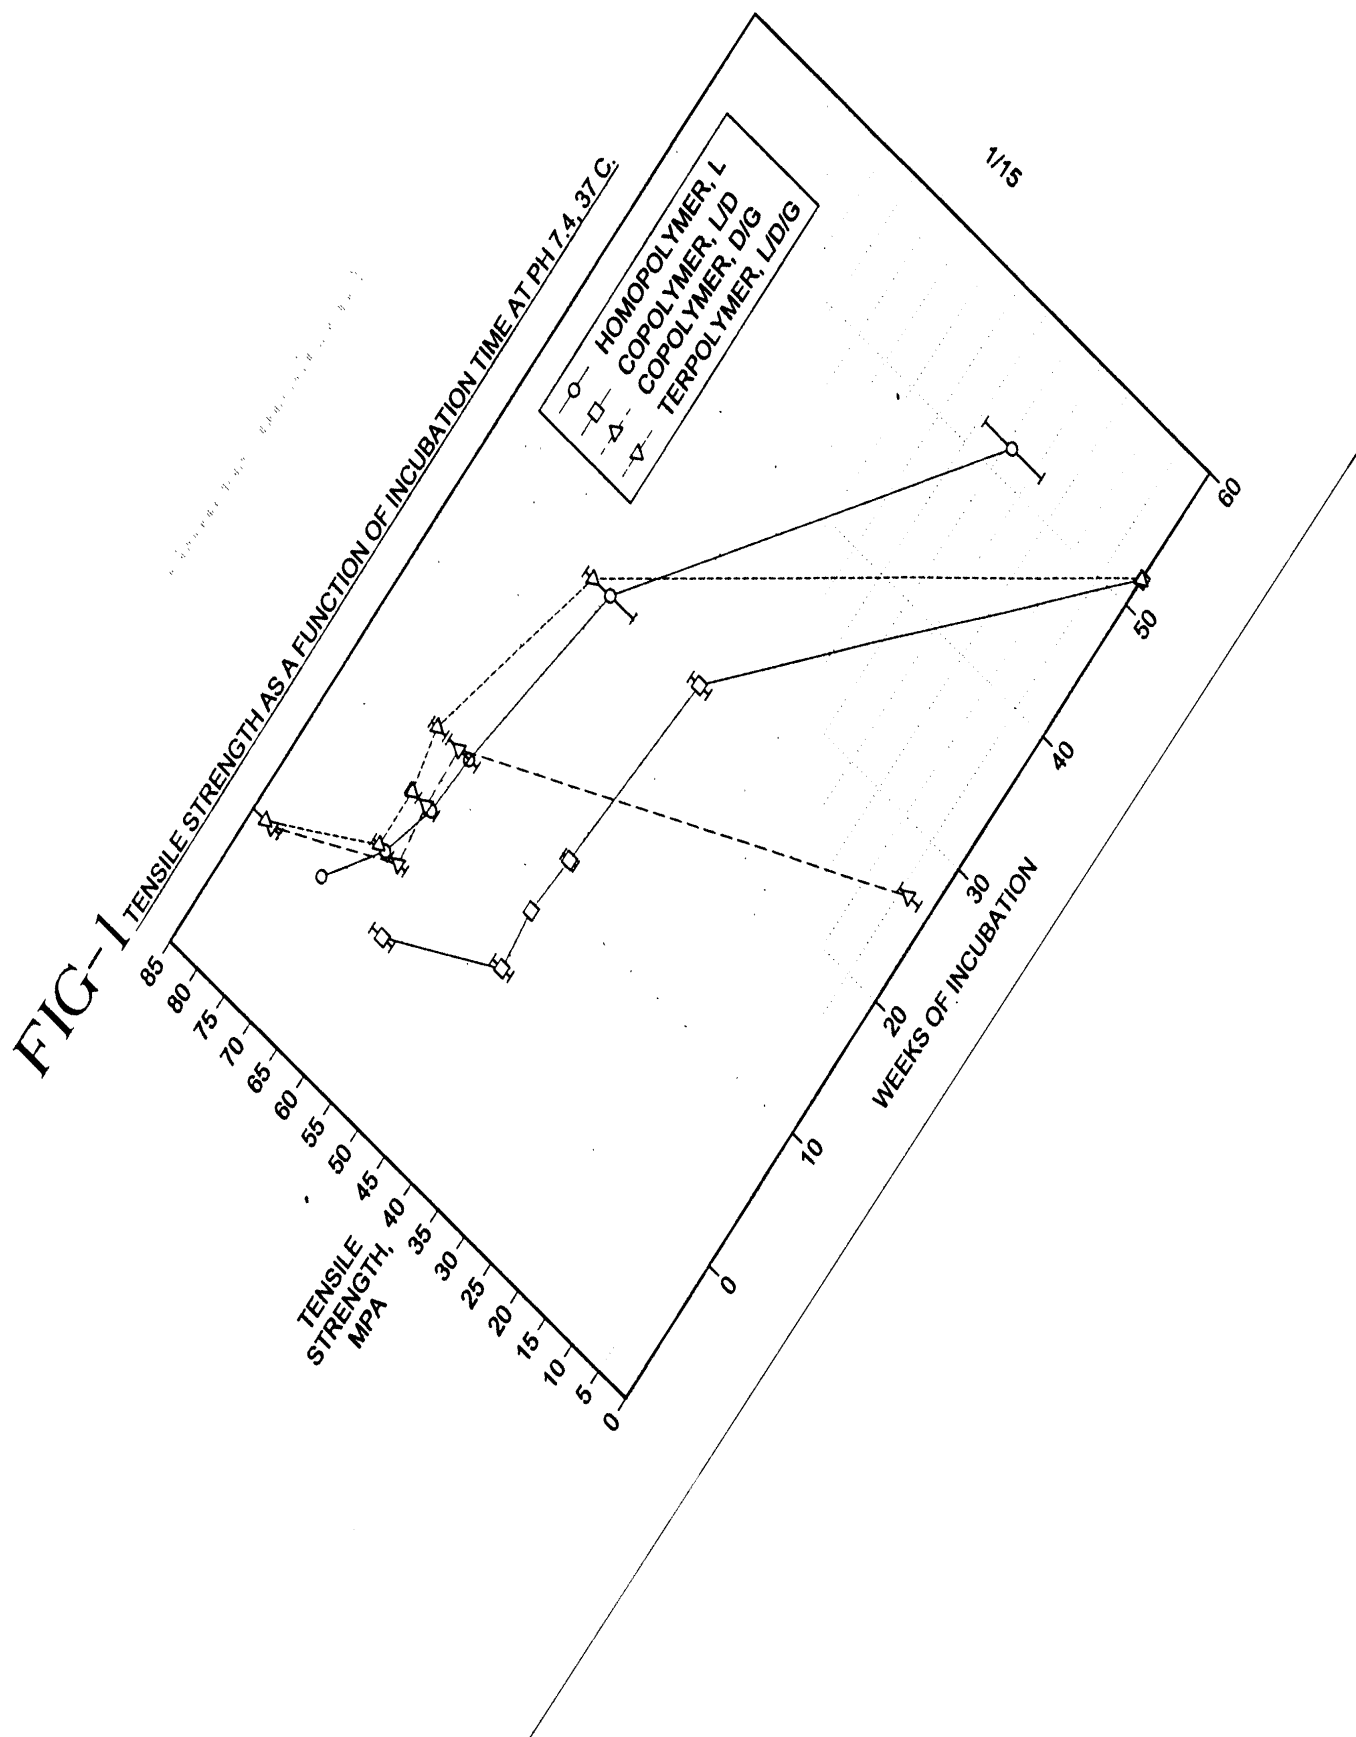 FIG-1
TENSILE STRENGTH AS A FUNCTION OF INCUBATION TIME AT PH 7.4, 37 C.
HOMOPOLYMER, L
COPOLYMER, L/D
COPOLYMER, D/G
TERPOLYMER, L/D/G
85
80
75
70
65
60
55
50
45
40
35
30
25
20
15
10
5
0
TENSILE
STRENGTH,
MPA
0
10
20
30
40
50
60
WEEKS OF INCUBATION
1/15